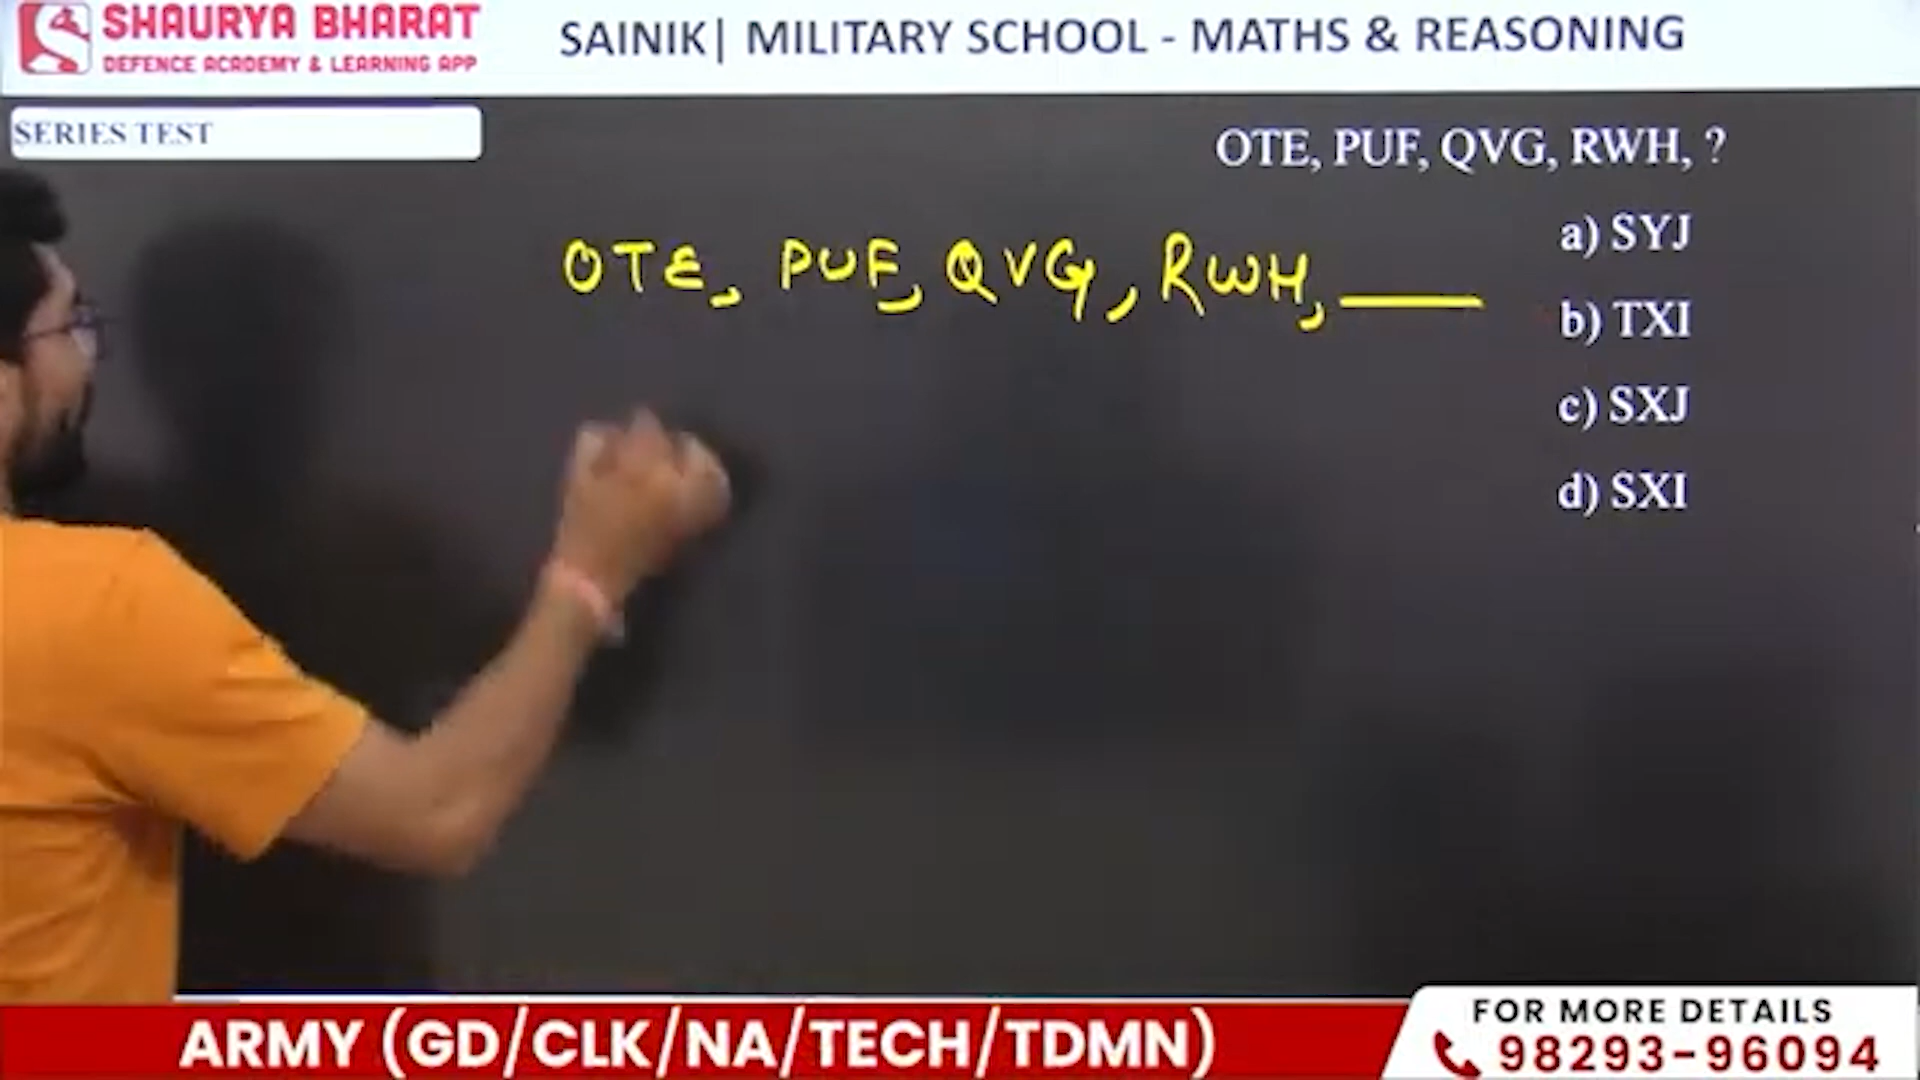 SHAURYA BHARAT
DEFENCE ACADEMY & LEARNING APP
SAINIK| MILITARY SCHOOL - MATHS & REASONING
SERIES TEST
OTE, PUF, QVG, RWH, ?
a) SYJ
b) TXI
c) SXJ
d) SXI
OTE, PUF, QVG, RWH, ____
ARMY (GD/CLK/NA/TECH/TDMN)
FOR MORE DETAILS
98293-96094